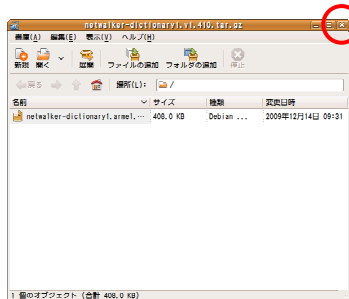 netwalker-dictionary1.v1.410.tar.gz
書庫(A) 編集(E) 表示(V) ヘルプ(H)
新規 開く 展開 ファイルの追加 フォルダの追加 停止
戻る 場所(L): /
名前 サイズ 種類 変更日時
netwalker-dictionary1.armel.… 408.0 KB Debian ... 2009年12月14日 09:31
1 個のオブジェクト (合計 408.0 KB)